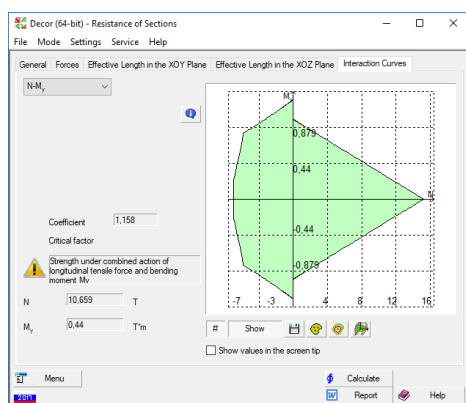 Decor (64-bit) - Resistance of Sections
File Mode Settings Service Help
General Forces Effective Length in the XOY Plane Effective Length in the XOZ Plane Interaction Curves
N-My
M
0,879
0,44
N
-0,44
-0,879
-7 -3 4 8 12 16
Coefficient 1,158
Critical factor
Strength under combined action of
longitudinal tensile force and bending
moment My
N 10,659 T
My 0,44 T*m
# Show
Show values in the screen tip
Menu Calculate
Report Help